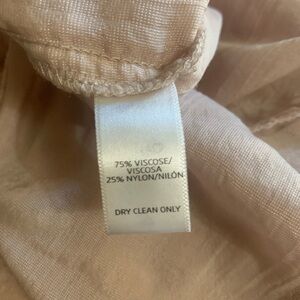 75% VISCOSE/
VISCOSA
25% NYLON/NILÓN
DRY CLEAN ONLY